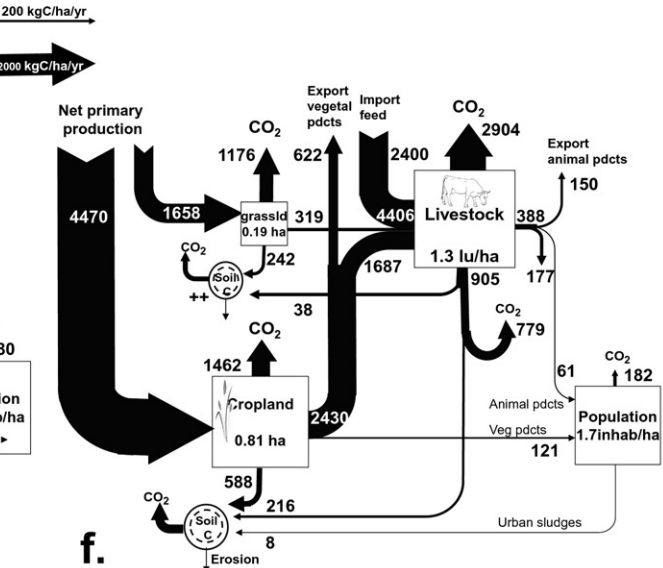 200 kgC/ha/yr
2000 kgC/ha/yr
Net primary
production
Export
vegetal
pdcts
Import
feed
CO2
2904
CO2
1176
622
2400
Export
animal pdcts
150
4470
1658
grassld
0.19 ha
319
4406
Livestock
1.3 lu/ha
388
CO2
242
1687
905
177
Soil
C
++
38
CO2
779
CO2
1462
30
ion
/ha
Cropland
0.81 ha
2430
61
CO2
182
Animal pdcts
Population
1.7inhab/ha
Veg pdcts
121
588
CO2
216
Soil
C
Urban sludges
8
f.
Erosion